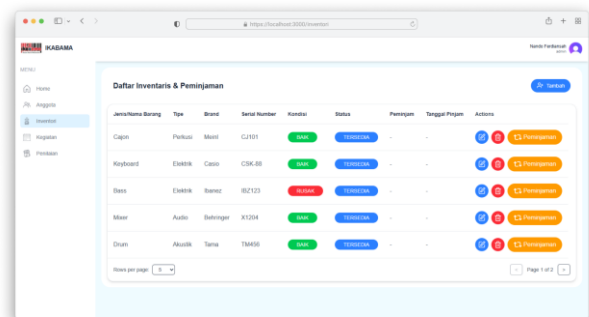 https://localhost:3000/inventori
IKABAMA
Nando Ferdiansyah
admin
MENU
Home
Anggota
Inventori
Kegiatan
Penilaian
Daftar Inventaris & Peminjaman
Tambah
Jenis/Nama Barang Tipe Brand Serial Number Kondisi Status Peminjam Tanggal Pinjam Actions
Cajon Perkusi Meinl CJ101 BAIK TERSEDIA - - Peminjaman
Keyboard Elektrik Casio CSK-88 BAIK TERSEDIA - - Peminjaman
Bass Elektrik Ibanez IBZ123 RUSAK TERSEDIA - - Peminjaman
Mixer Audio Behringer X1204 BAIK TERSEDIA - - Peminjaman
Drum Akustik Tama TM456 BAIK TERSEDIA - - Peminjaman
Rows per page: 5
Page 1 of 2